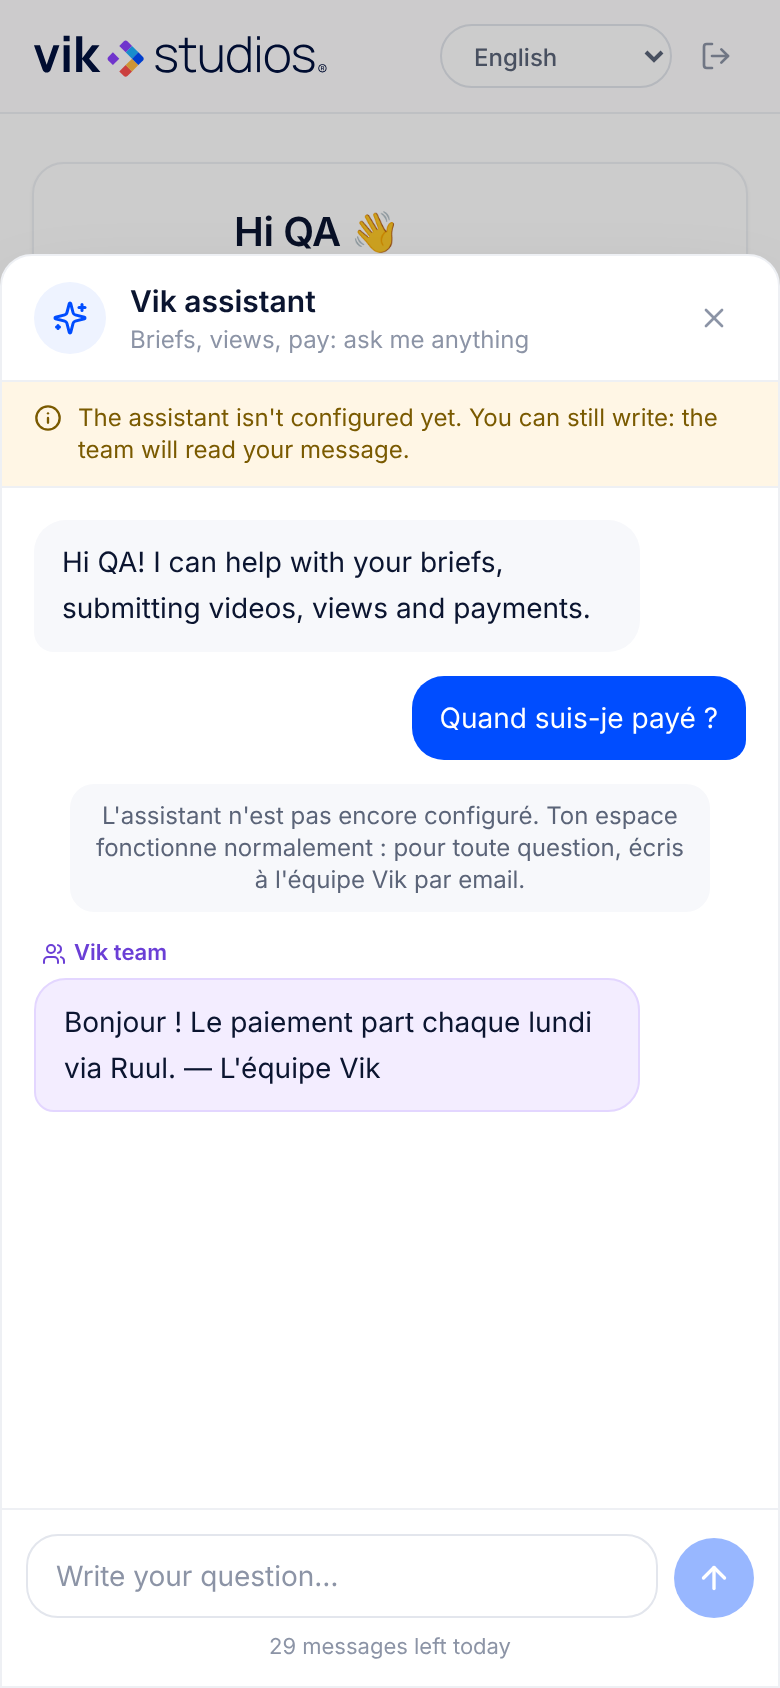 vik studios®
English
Hi QA 👋
Vik assistant
Briefs, views, pay: ask me anything
The assistant isn't configured yet. You can still write: the
team will read your message.
Hi QA! I can help with your briefs,
submitting videos, views and payments.
Quand suis-je payé ?
L'assistant n'est pas encore configuré. Ton espace
fonctionne normalement : pour toute question, écris
à l'équipe Vik par email.
Vik team
Bonjour ! Le paiement part chaque lundi
via Ruul. — L'équipe Vik
Write your question...
29 messages left today